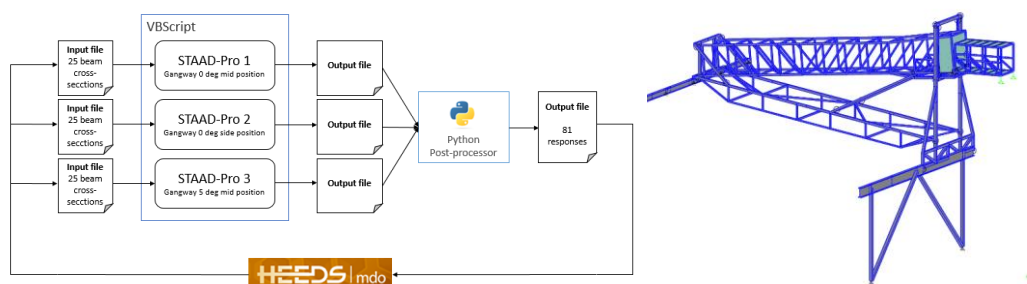 VBScript
Input file
25 beam
cross-
secctions
STAAD-Pro 1
Gangway 0 deg mid position
Output file
Input file
25 beam
cross-
secctions
STAAD-Pro 2
Gangway 0 deg side position
Output file
Input file
25 beam
cross-
secctions
STAAD-Pro 3
Gangway 5 deg mid position
Output file
Python
Post-processor
Output file
81
responses
HEEDS | mdo